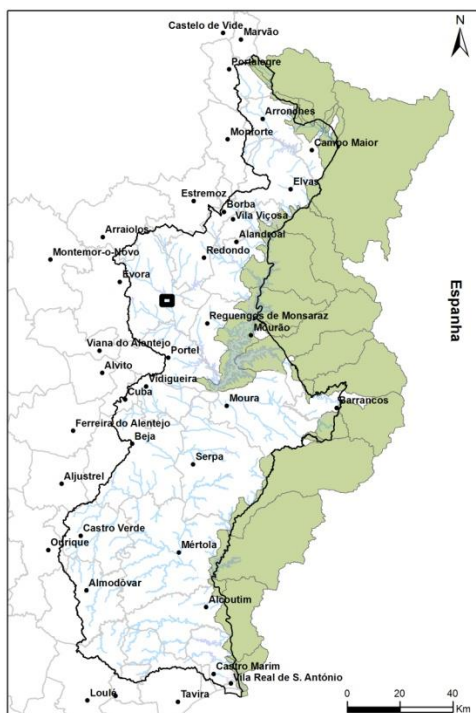 Castelo de Vide
Marvão
N
Portalegre
Arronches
Monforte
Campo Maior
Elvas
Estremoz
Borba
Vila Viçosa
Arraiolos
Alandroal
Montemor-o-Novo
Redondo
Évora
Espanha
Reguengos de Monsaraz
Mourão
Viana do Alentejo
Portel
Alvito
Vidigueira
Cuba
Moura
Barrancos
Ferreira do Alentejo
Beja
Serpa
Aljustrel
Castro Verde
Ourique
Mértola
Almodôvar
Alcoutim
Castro Marim
Vila Real de S. António
Loulé
Tavira
0 20 40
Km